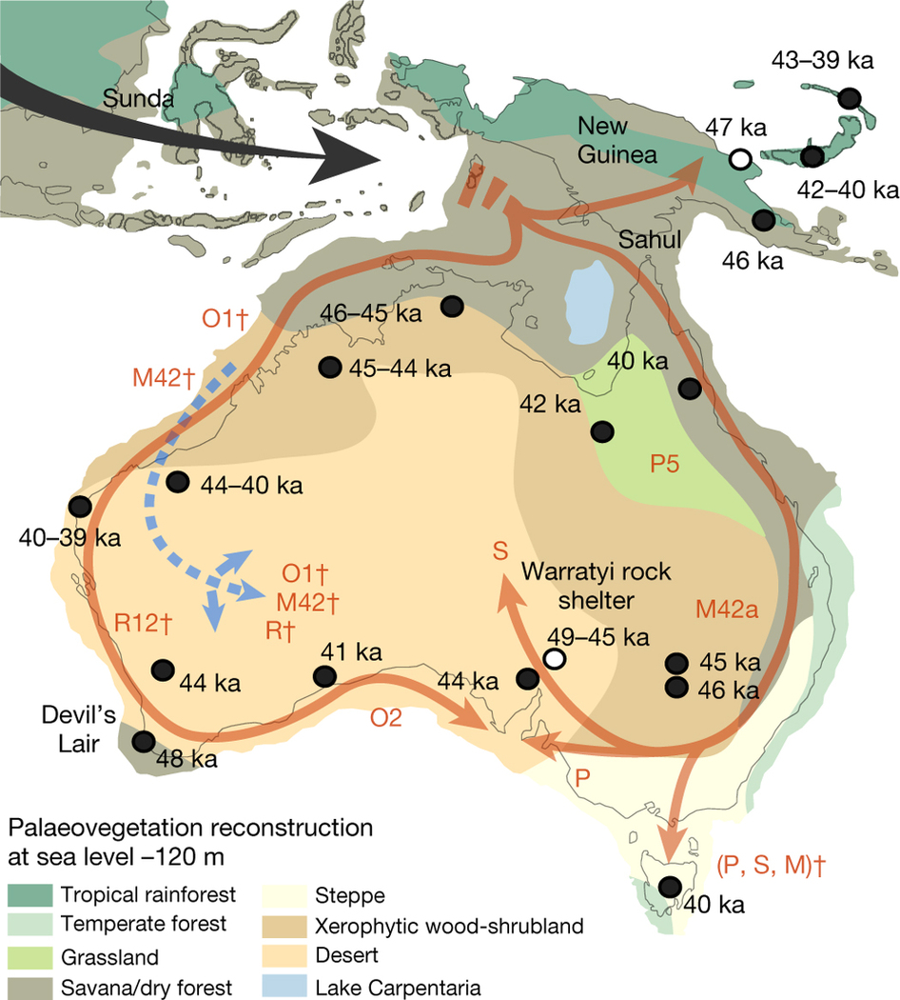 43–39 ka
Sunda
New
Guinea
47 ka
42–40 ka
Sahul
46 ka
O1†
46–45 ka
M42†
45–44 ka
40 ka
42 ka
P5
44–40 ka
40–39 ka
S
Warratyi rock
shelter
O1†
M42†
R†
R12†
M42a
49–45 ka
41 ka
45 ka
44 ka
44 ka
46 ka
Devil's
Lair
O2
48 ka
P
Palaeovegetation reconstruction
at sea level –120 m
(P, S, M)†
Tropical rainforest
Steppe
40 ka
Temperate forest
Xerophytic wood-shrubland
Grassland
Desert
Savana/dry forest
Lake Carpentaria